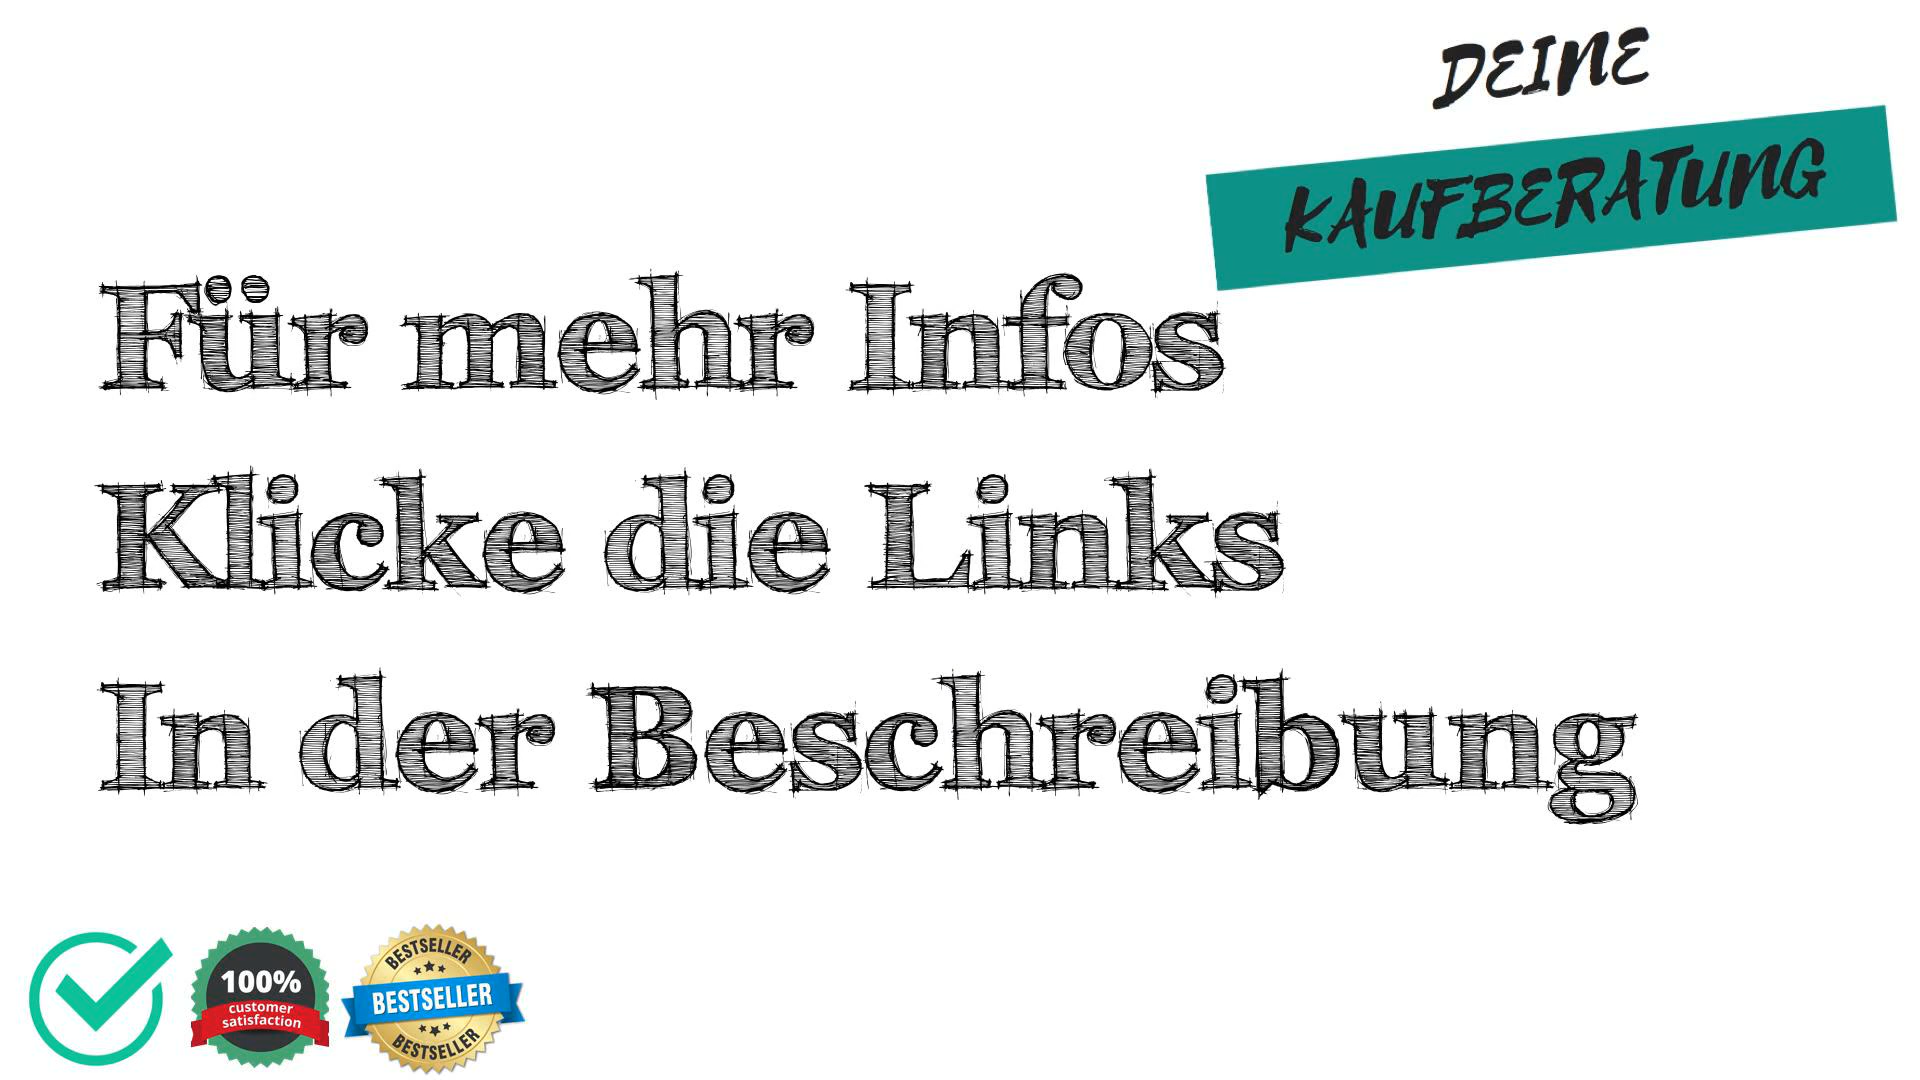 DEINE
KAUFBERATUNG
Für mehr Infos
Klicke die Links
In der Beschreibung
100%
customer
satisfaction
BESTSELLER
BESTSELLER
BESTSELLER